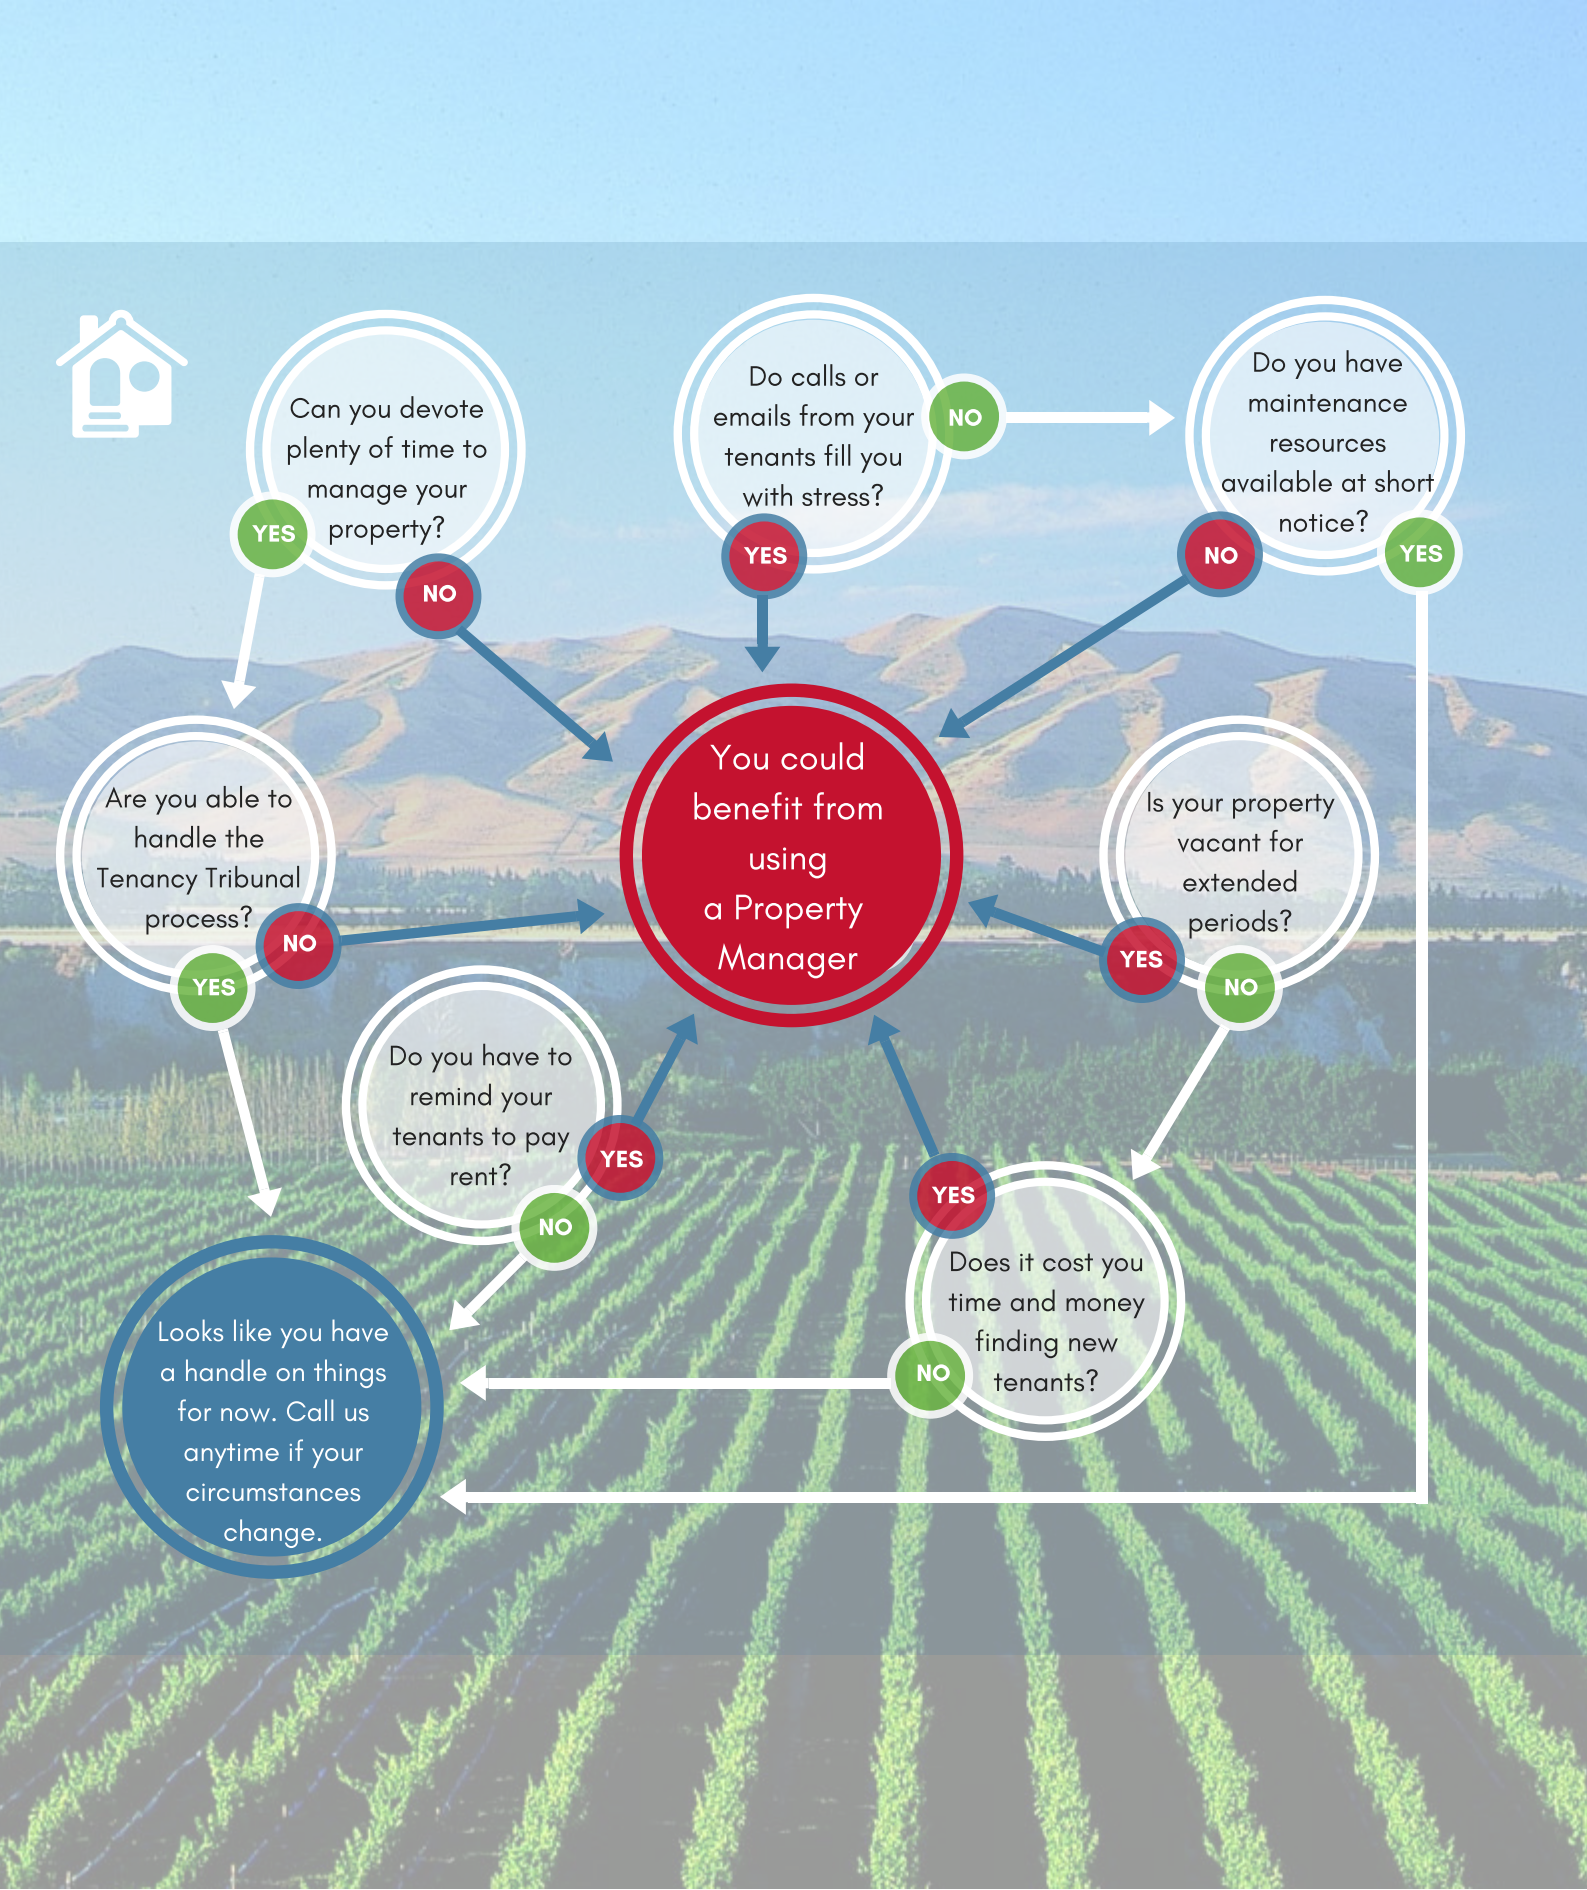 Can you devote
plenty of time to
manage your
property?
YES
NO
Do calls or
emails from your
tenants fill you
with stress?
NO
YES
Do you have
maintenance
resources
available at short
notice?
NO
YES
You could
benefit from
using
a Property
Manager
Are you able to
handle the
Tenancy Tribunal
process?
NO
YES
Is your property
vacant for
extended
periods?
YES
NO
Do you have to
remind your
tenants to pay
rent?
YES
NO
YES
Does it cost you
time and money
finding new
tenants?
NO
Looks like you have
a handle on things
for now. Call us
anytime if your
circumstances
change.